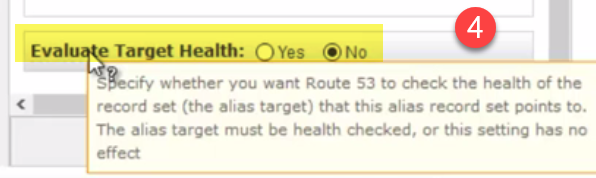 4
Evaluate Target Health: Yes No
Specify whether you want Route 53 to check the health of the
record set (the alias target) that this alias record set points to.
The alias target must be health checked, or this setting has no
effect